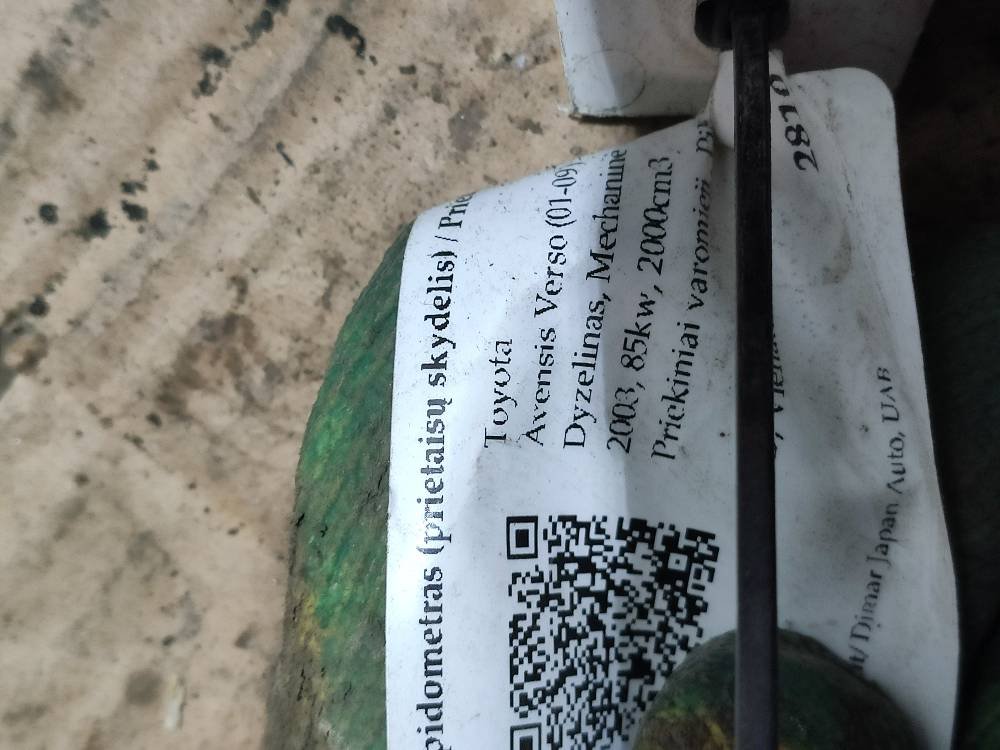 pidometras (prietaisų skydelis) / Prie
Toyota
Avensis Verso (01-09)
Dyzelinas, Mechaninė
2003, 85kw, 2000cm3
Priekiniai varomieji
Dimar Japan Auto, UAB